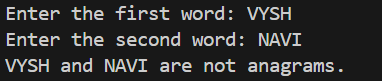 Enter the first word: VYSH
Enter the second word: NAVI
VYSH and NAVI are not anagrams.